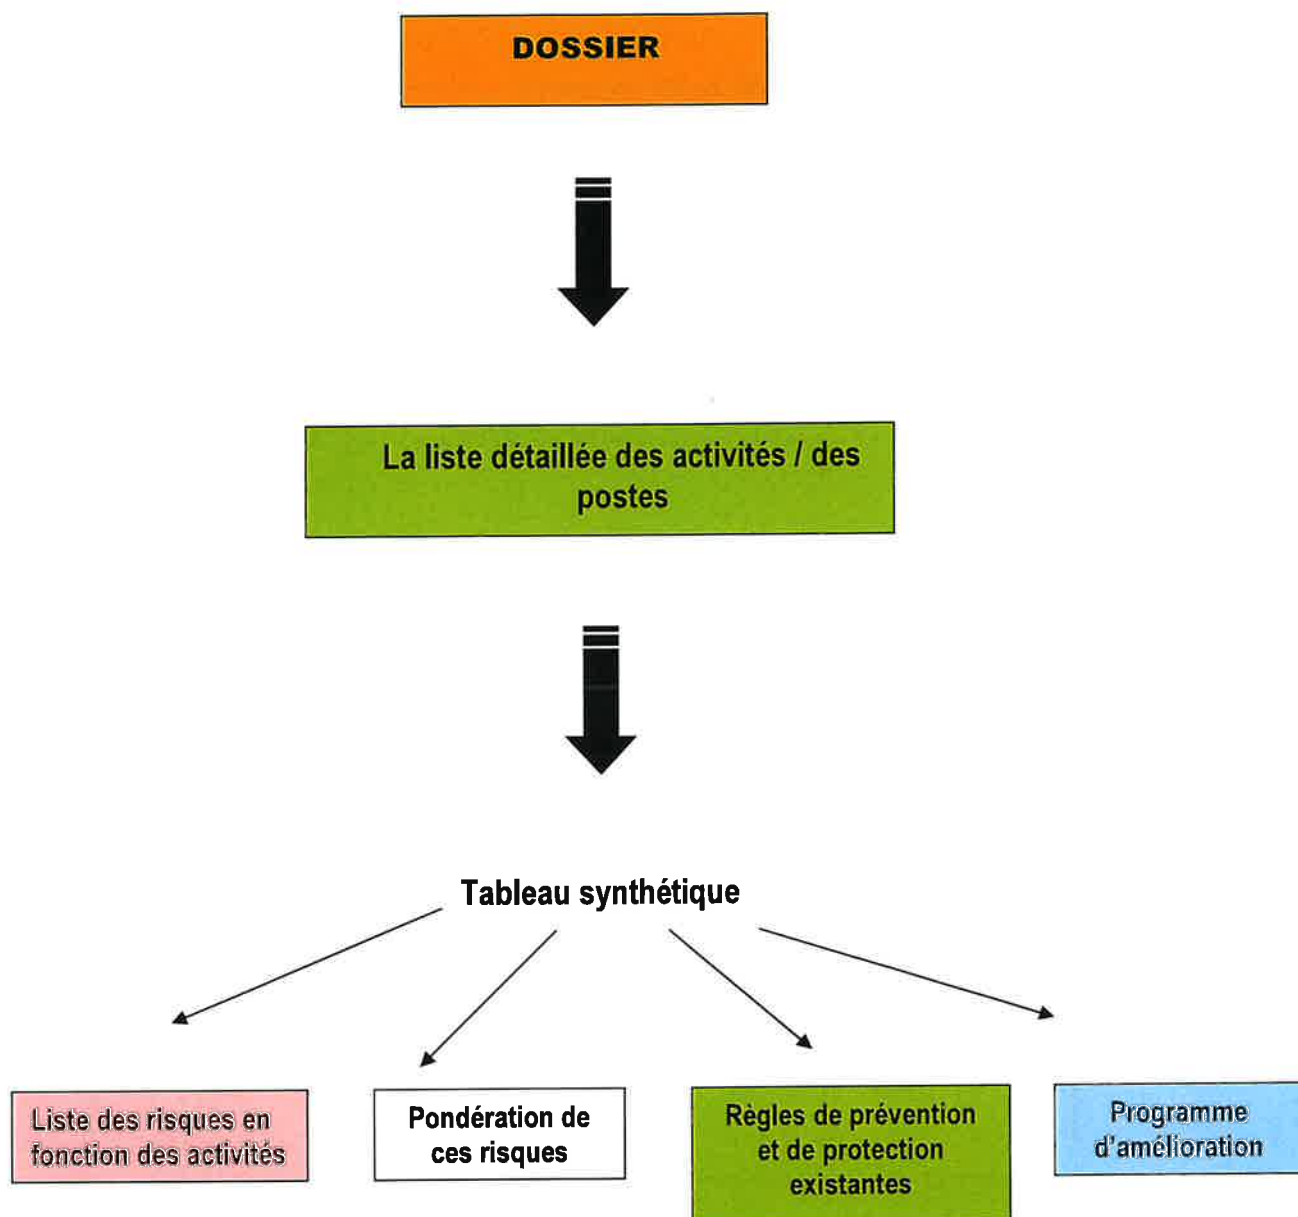 DOSSIER
La liste détaillée des activités / des
postes
Tableau synthétique
Liste des risques en
fonction des activités
Pondération de
ces risques
Règles de prévention
et de protection
existantes
Programme
d'amélioration